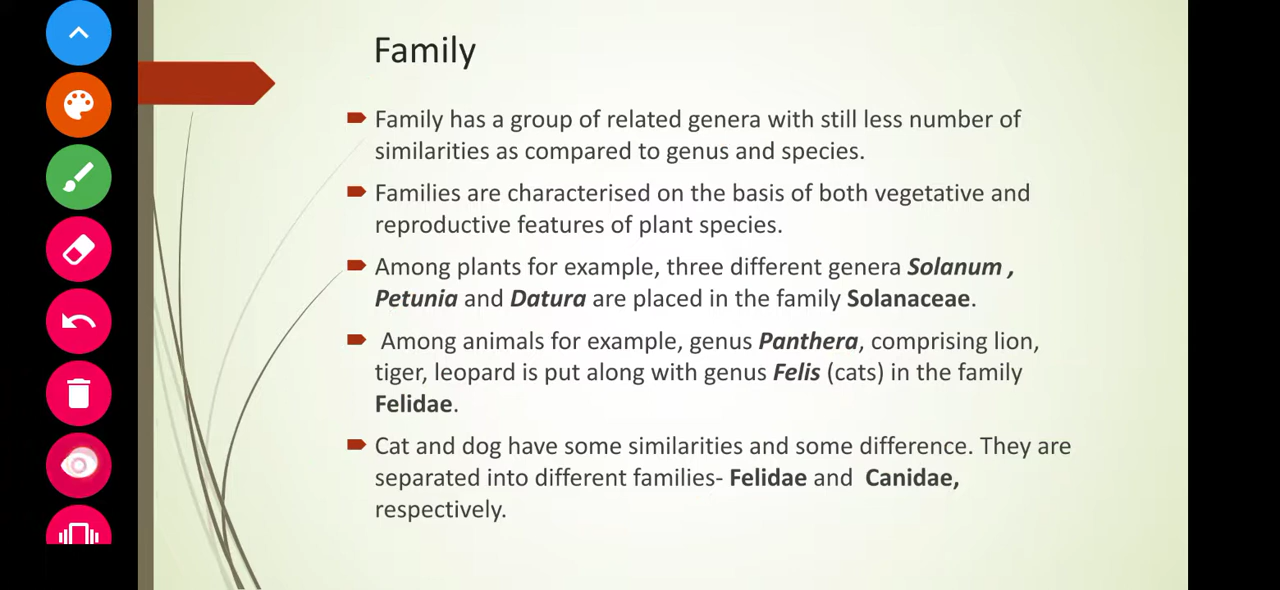 Family
Family has a group of related genera with still less number of
similarities as compared to genus and species.
Families are characterised on the basis of both vegetative and
reproductive features of plant species.
Among plants for example, three different genera Solanum ,
Petunia and Datura are placed in the family Solanaceae.
Among animals for example, genus Panthera, comprising lion,
tiger, leopard is put along with genus Felis (cats) in the family
Felidae.
Cat and dog have some similarities and some difference. They are
separated into different families- Felidae and Canidae,
respectively.